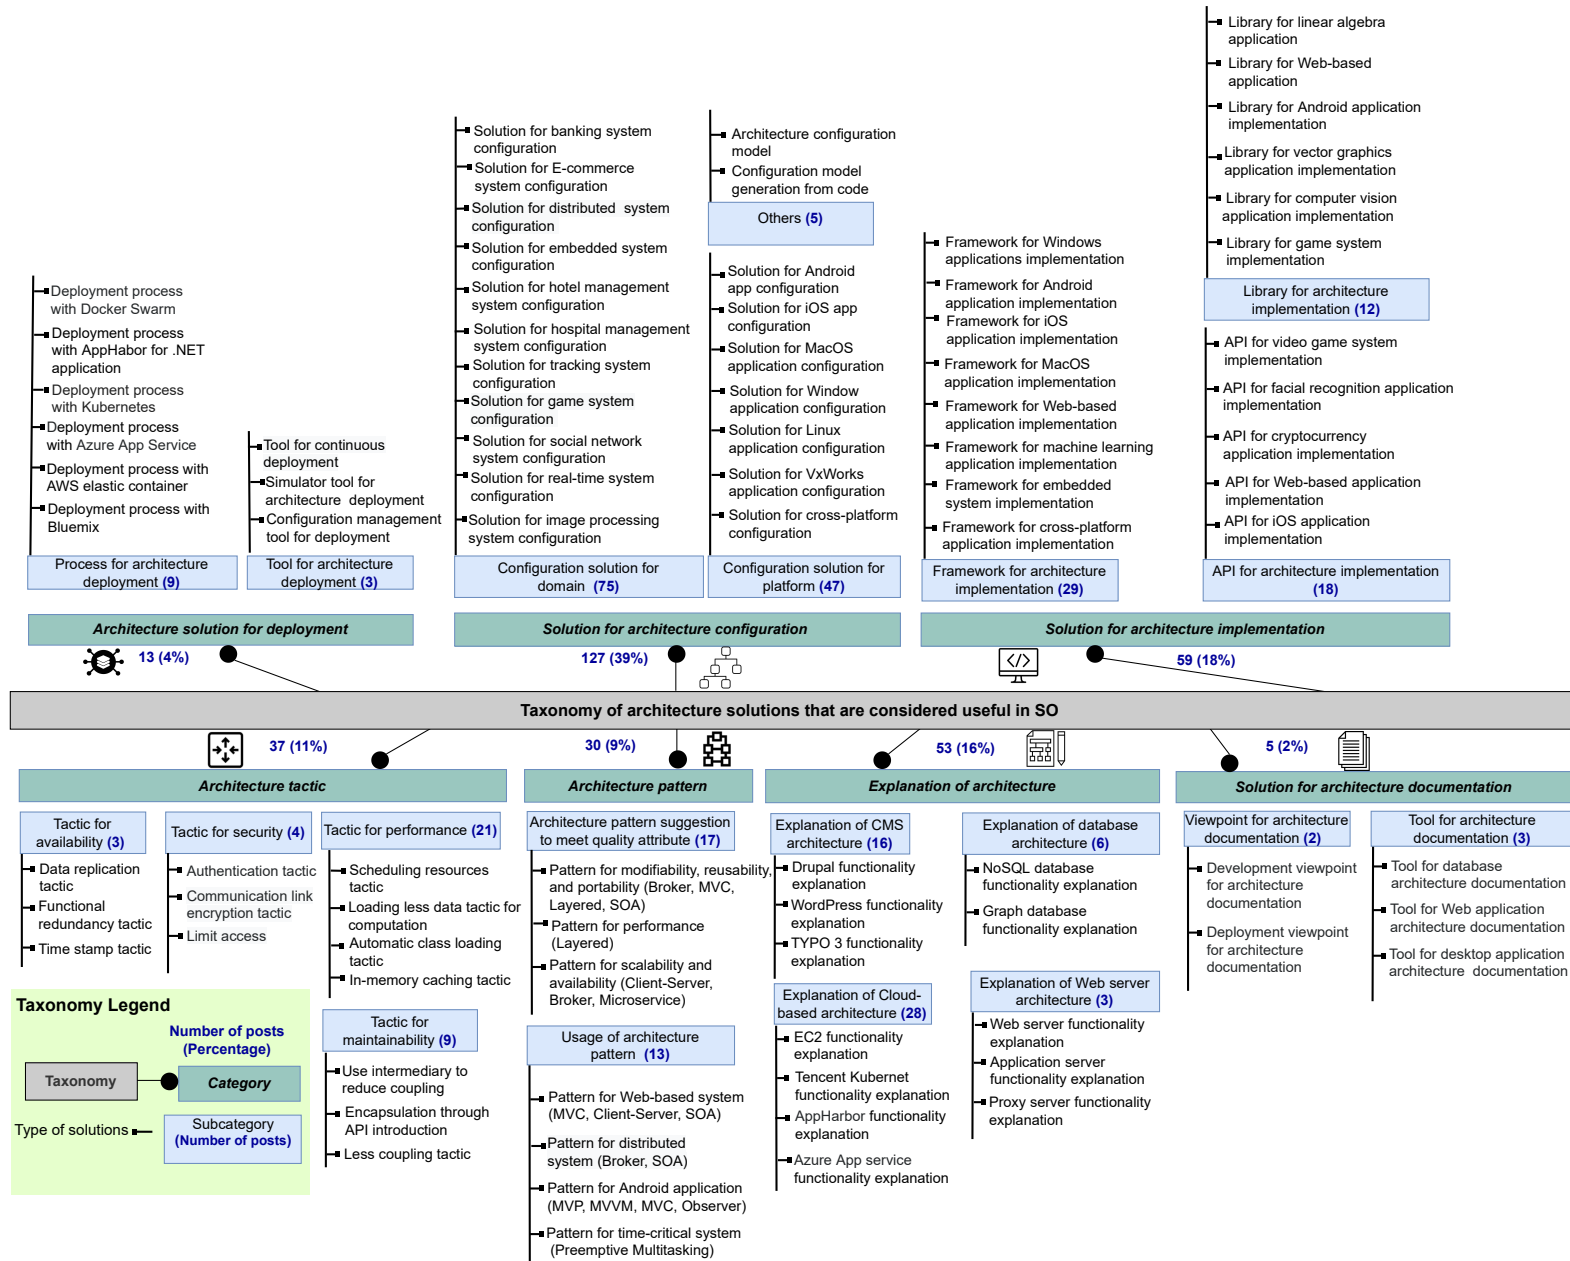 Library for linear algebra
application
Library for Web-based
application
Library for Android application
implementation
Library for vector graphics
application implementation
Library for computer vision
application implementation
Library for game system
implementation
Library for architecture
implementation (12)
API for video game system
implementation
API for facial recognition application
implementation
API for cryptocurrency
application implementation
API for Web-based application
implementation
API for iOS application
implementation
API for architecture implementation
(18)
Framework for Windows
applications implementation
Framework for Android
application implementation
Framework for iOS
application implementation
Framework for MacOS
application implementation
Framework for Web-based
application implementation
Framework for machine learning
application implementation
Framework for embedded
system implementation
Framework for cross-platform
application implementation
Framework for architecture
implementation (29)
Solution for architecture implementation
59 (18%)
Architecture configuration
model
Configuration model
generation from code
Others (5)
Solution for Android
app configuration
Solution for iOS app
configuration
Solution for MacOS
application configuration
Solution for Window
application configuration
Solution for Linux
application configuration
Solution for VxWorks
application configuration
Solution for cross-platform
configuration
Configuration solution for
platform (47)
Solution for banking system
configuration
Solution for E-commerce
system configuration
Solution for distributed system
configuration
Solution for embedded system
configuration
Solution for hotel management
system configuration
Solution for hospital management
system configuration
Solution for tracking system
configuration
Solution for game system
configuration
Solution for social network
system configuration
Solution for real-time system
configuration
Solution for image processing
system configuration
Configuration solution for
domain (75)
Solution for architecture configuration
127 (39%)
Deployment process
with Docker Swarm
Deployment process
with AppHabor for .NET
application
Deployment process
with Kubernetes
Deployment process
with Azure App Service
Deployment process with
AWS elastic container
Deployment process with
Bluemix
Process for architecture
deployment (9)
Tool for continuous
deployment
Simulator tool for
architecture deployment
Configuration management
tool for deployment
Tool for architecture
deployment (3)
Architecture solution for deployment
13 (4%)
Taxonomy of architecture solutions that are considered useful in SO
37 (11%)
Architecture tactic
Tactic for
availability (3)
Data replication
tactic
Functional
redundancy tactic
Time stamp tactic
Tactic for security (4)
Authentication tactic
Communication link
encryption tactic
Limit access
Tactic for performance (21)
Scheduling resources
tactic
Loading less data tactic for
computation
Automatic class loading
tactic
In-memory caching tactic
Tactic for
maintainability (9)
Use intermediary to
reduce coupling
Encapsulation through
API introduction
Less coupling tactic
30 (9%)
Architecture pattern
Architecture pattern suggestion
to meet quality attribute (17)
Pattern for modifiability, reusability,
and portability (Broker, MVC,
Layered, SOA)
Pattern for performance
(Layered)
Pattern for scalability and
availability (Client-Server,
Broker, Microservice)
Usage of architecture
pattern (13)
Pattern for Web-based system
(MVC, Client-Server, SOA)
Pattern for distributed
system (Broker, SOA)
Pattern for Android application
(MVP, MVVM, MVC, Observer)
Pattern for time-critical system
(Preemptive Multitasking)
53 (16%)
Explanation of architecture
Explanation of CMS
architecture (16)
Drupal functionality
explanation
WordPress functionality
explanation
TYPO 3 functionality
explanation
Explanation of Cloud-
based architecture (28)
EC2 functionality
explanation
Tencent Kubernet
functionality explanation
AppHarbor functionality
explanation
Azure App service
functionality explanation
Explanation of database
architecture (6)
NoSQL database
functionality explanation
Graph database
functionality explanation
Explanation of Web server
architecture (3)
Web server functionality
explanation
Application server
functionality explanation
Proxy server functionality
explanation
5 (2%)
Solution for architecture documentation
Viewpoint for architecture
documentation (2)
Development viewpoint
for architecture
documentation
Deployment viewpoint
for architecture
documentation
Tool for architecture
documentation (3)
Tool for database
architecture documentation
Tool for Web application
architecture documentation
Tool for desktop application
architecture documentation
Taxonomy Legend
Number of posts
(Percentage)
Taxonomy
Category
Type of solutions
Subcategory
(Number of posts)